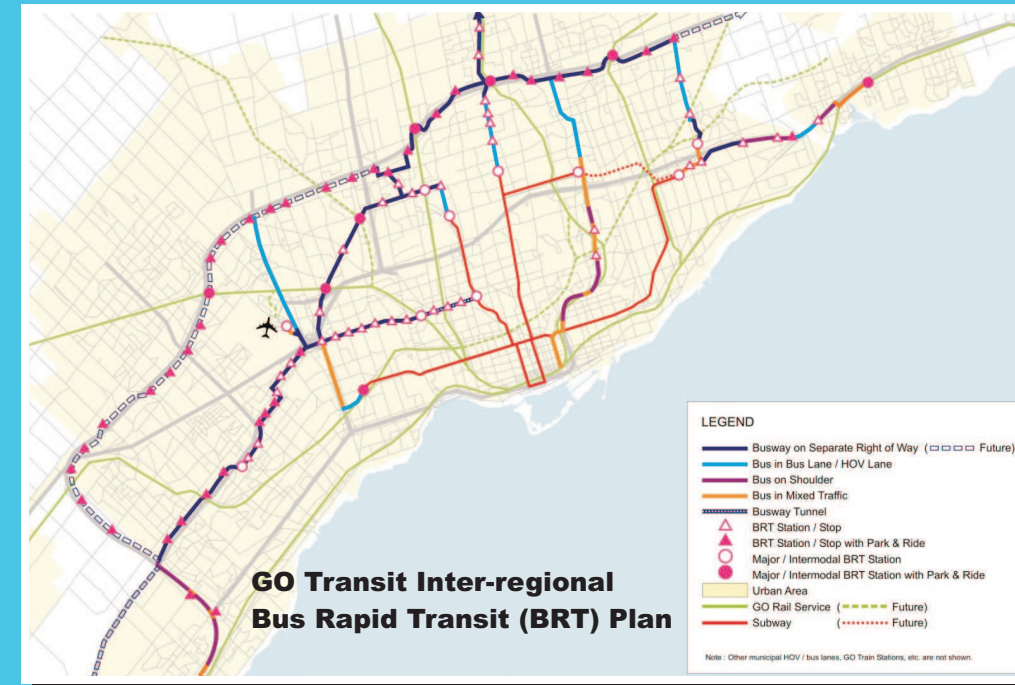 GO Transit Inter-regional
Bus Rapid Transit (BRT) Plan
LEGEND
Busway on Separate Right of Way ( Future)
Bus in Bus Lane / HOV Lane
Bus on Shoulder
Bus in Mixed Traffic
Busway Tunnel
BRT Station / Stop
BRT Station / Stop with Park & Ride
Major / Intermodal BRT Station
Major / Intermodal BRT Station with Park & Ride
Urban Area
GO Rail Service ( Future)
Subway ( Future)
Note : Other municipal HOV / bus lanes, GO Train Stations, etc. are not shown.